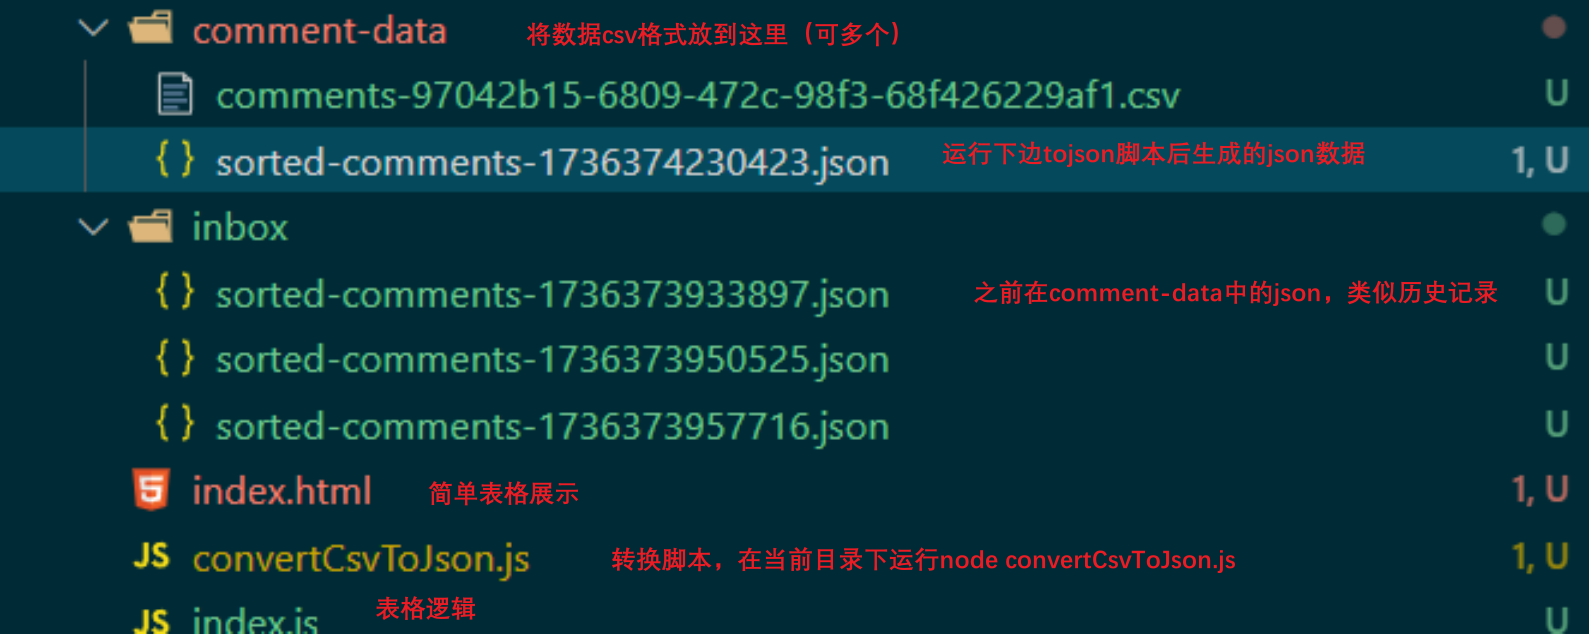 comment-data 将数据csv格式放到这里（可多个）
comments-97042b15-6809-472c-98f3-68f426229af1.csv U
{ } sorted-comments-1736374230423.json 运行下边tojson脚本后生成的json数据 1, U
inbox
{ } sorted-comments-1736373933897.json 之前在comment-data中的json，类似历史记录 U
{ } sorted-comments-1736373950525.json U
{ } sorted-comments-1736373957716.json U
5 index.html 简单表格展示 1, U
JS convertCsvToJson.js 转换脚本，在当前目录下运行node convertCsvToJson.js 1, U
JS index.js 表格逻辑 U